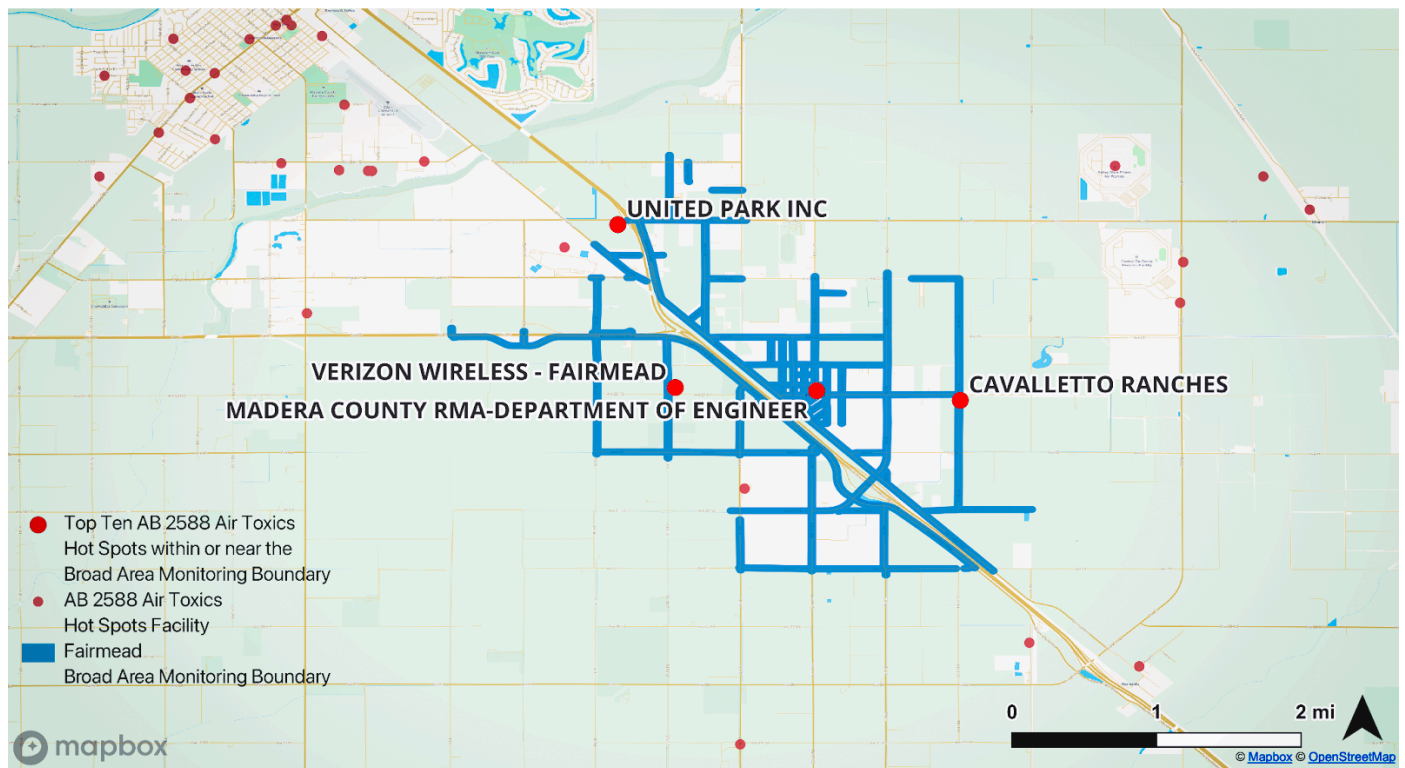 UNITED PARK INC
VERIZON WIRELESS - FAIRMEAD
CAVALLETTO RANCHES
MADERA COUNTY RMA-DEPARTMENT OF ENGINEER
Top Ten AB 2588 Air Toxics
Hot Spots within or near the
Broad Area Monitoring Boundary
AB 2588 Air Toxics
Hot Spots Facility
Fairmead
Broad Area Monitoring Boundary
0 1 2 mi
mapbox
© Mapbox © OpenStreetMap